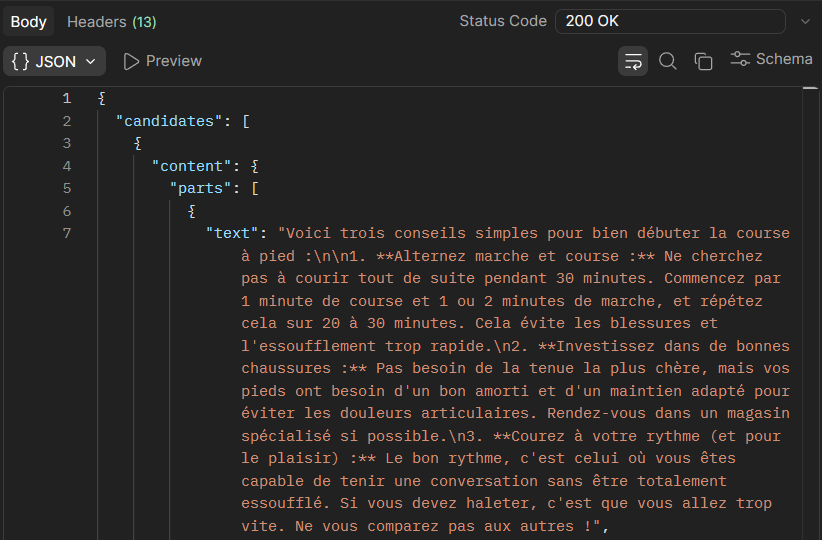 Body Headers (13) Status Code 200 OK
{} JSON Preview Schema
1 {
2 "candidates": [
3 {
4 "content": {
5 "parts": [
6 {
7 "text": "Voici trois conseils simples pour bien débuter la course
à pied :\n\n1. **Alternez marche et course :** Ne cherchez
pas à courir tout de suite pendant 30 minutes. Commencez par
1 minute de course et 1 ou 2 minutes de marche, et répétez
cela sur 20 à 30 minutes. Cela évite les blessures et
l'essoufflement trop rapide.\n2. **Investissez dans de bonnes
chaussures :** Pas besoin de la tenue la plus chère, mais vos
pieds ont besoin d'un bon amorti et d'un maintien adapté pour
éviter les douleurs articulaires. Rendez-vous dans un magasin
spécialisé si possible.\n3. **Courez à votre rythme (et pour
le plaisir) :** Le bon rythme, c'est celui où vous êtes
capable de tenir une conversation sans être totalement
essoufflé. Si vous devez haleter, c'est que vous allez trop
vite. Ne vous comparez pas aux autres !",